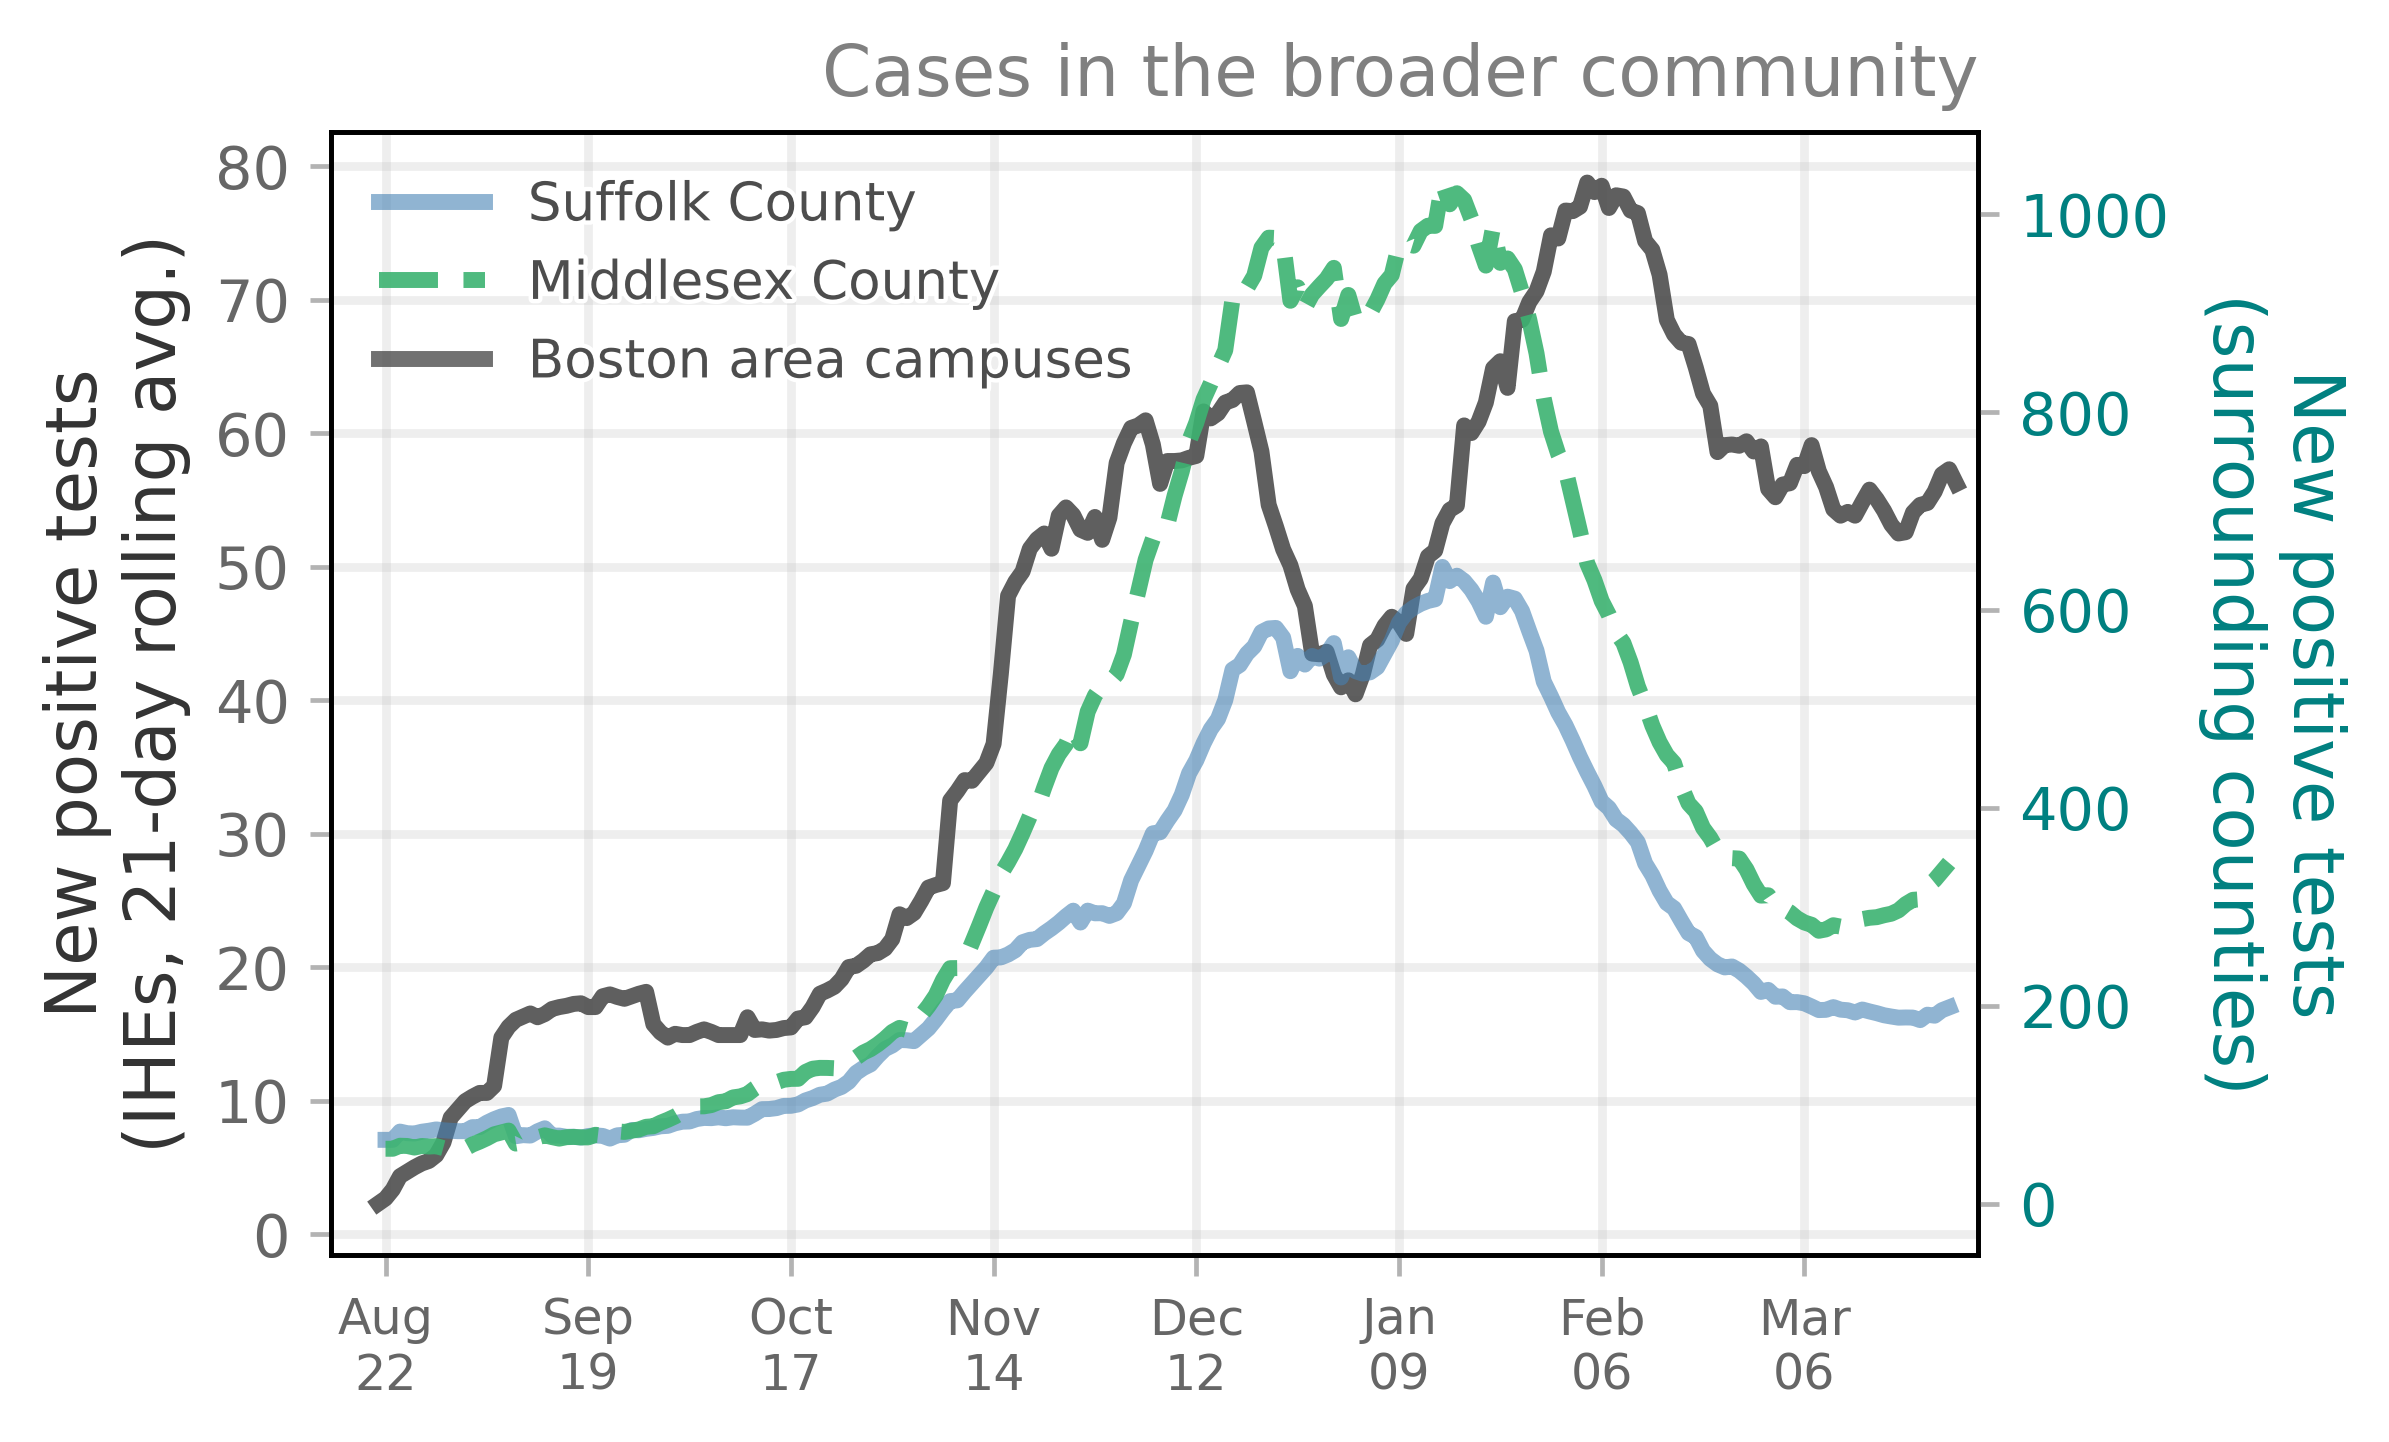 Cases in the broader community
New positive tests
(IHEs, 21-day rolling avg.)
80
70
60
50
40
30
20
10
0
Suffolk County
Middlesex County
Boston area campuses
1000
800
600
400
200
0
New positive tests
(surrounding counties)
Aug
22
Sep
19
Oct
17
Nov
14
Dec
12
Jan
09
Feb
06
Mar
06